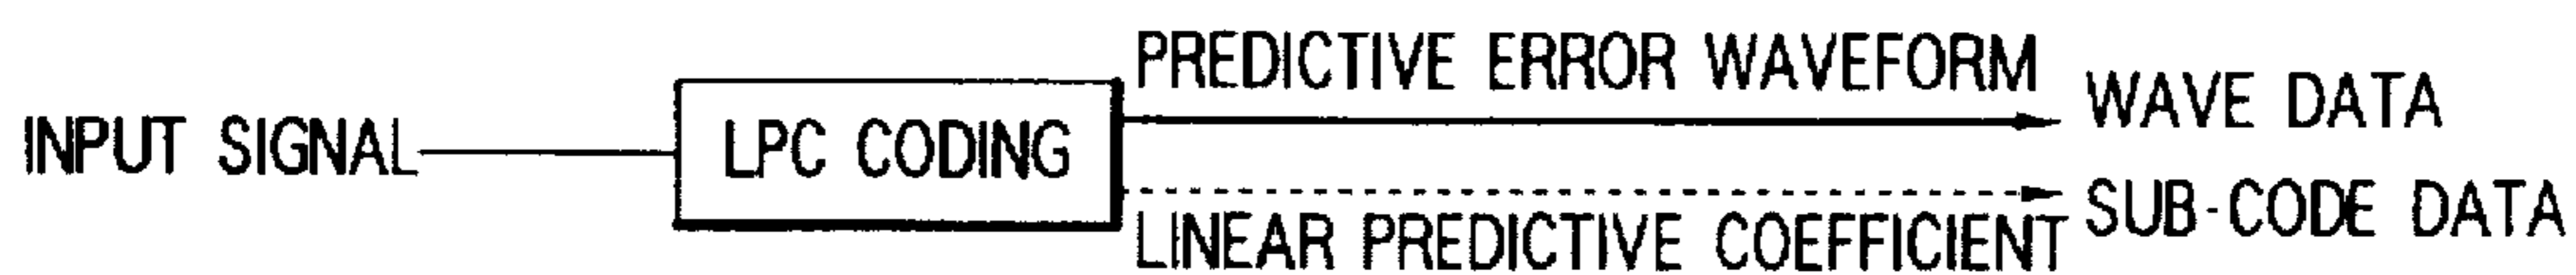 INPUT SIGNAL
LPC CODING
PREDICTIVE ERROR WAVEFORM
WAVE DATA
LINEAR PREDICTIVE COEFFICIENT
SUB-CODE DATA